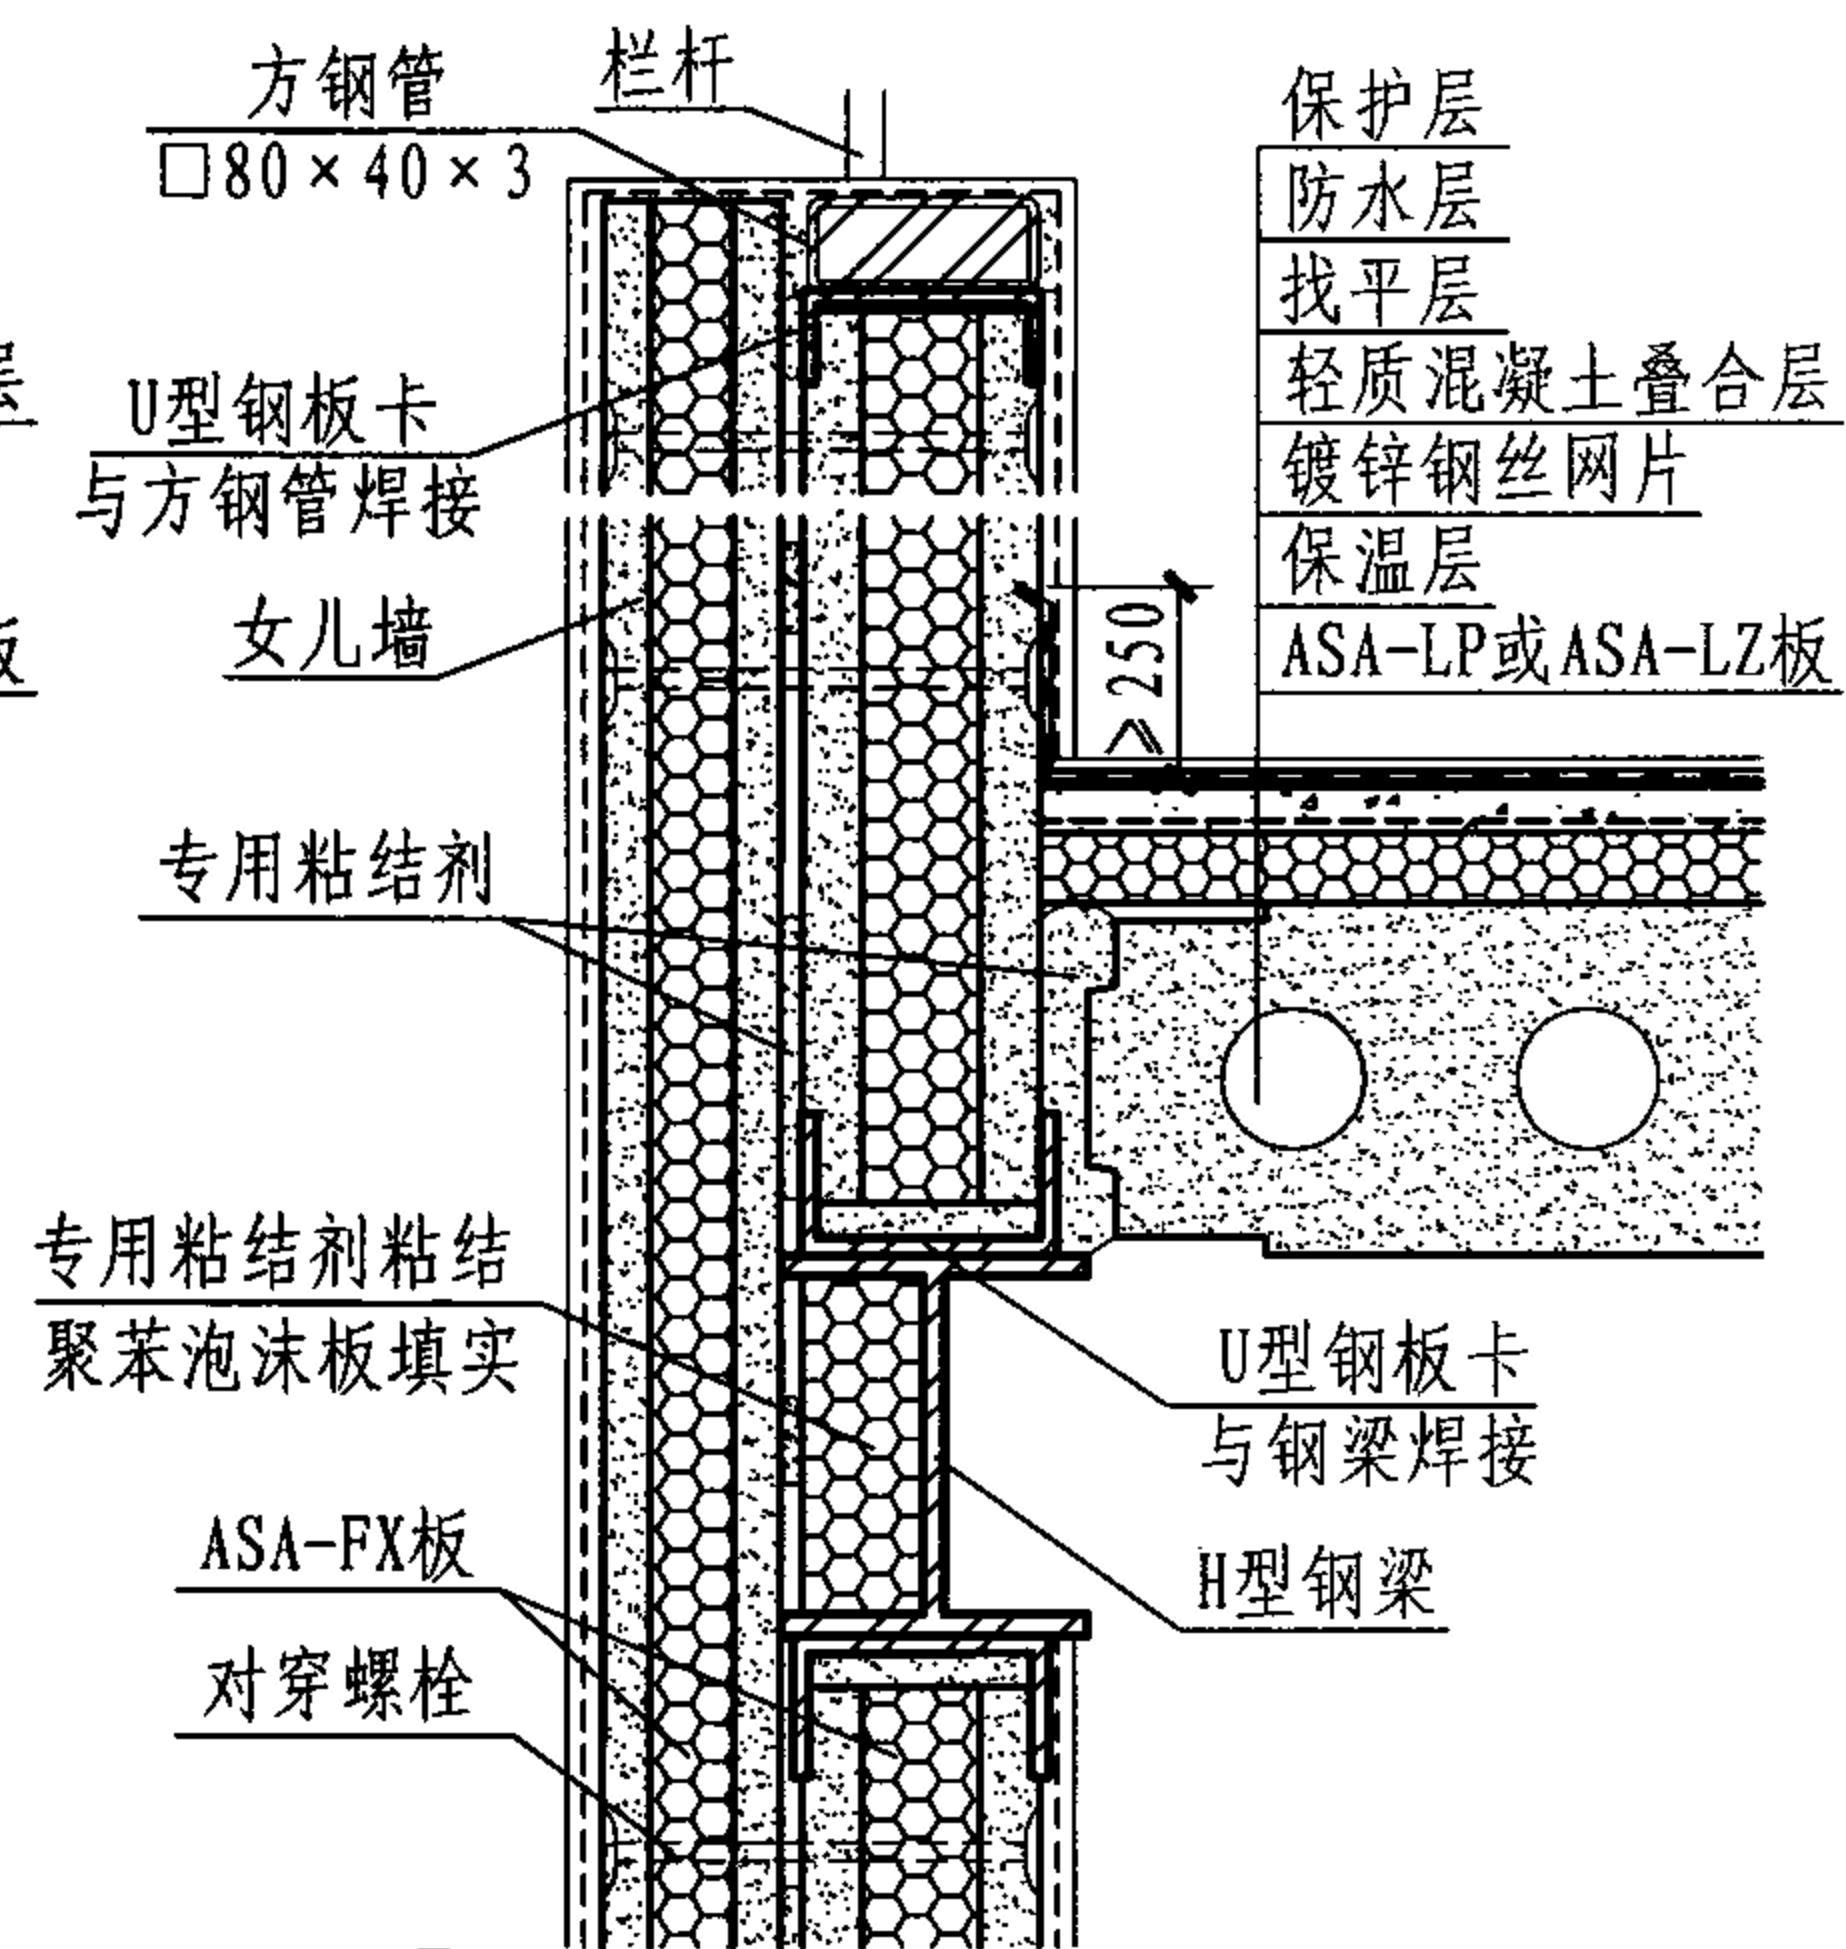 方钢管
□80×40×3
栏杆
U型钢板卡
与方钢管焊接
女儿墙
专用粘结剂
专用粘结剂粘结
聚苯泡沫板填实
ASA-FX板
对穿螺栓
保护层
防水层
找平层
轻质混凝土叠合层
镀锌钢丝网片
保温层
ASA-LP或ASA-LZ板
≥250
U型钢板卡
与钢梁焊接
H型钢梁
层
板